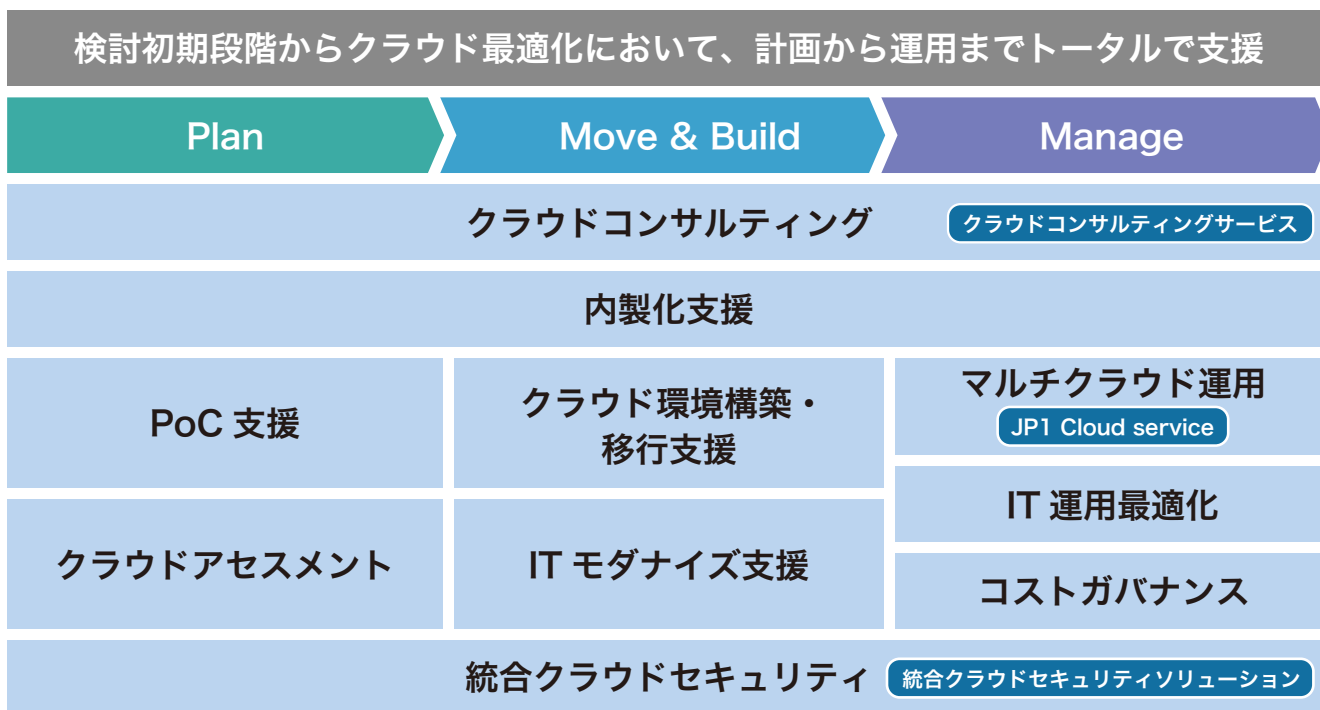 検討初期段階からクラウド最適化において、計画から運用までトータルで支援
Plan
Move & Build
Manage
クラウドコンサルティング
クラウドコンサルティングサービス
内製化支援
PoC 支援
クラウド環境構築・
移行支援
マルチクラウド運用
JP1 Cloud service
IT 運用最適化
クラウドアセスメント
IT モダナイズ支援
コストガバナンス
統合クラウドセキュリティ
統合クラウドセキュリティソリューション